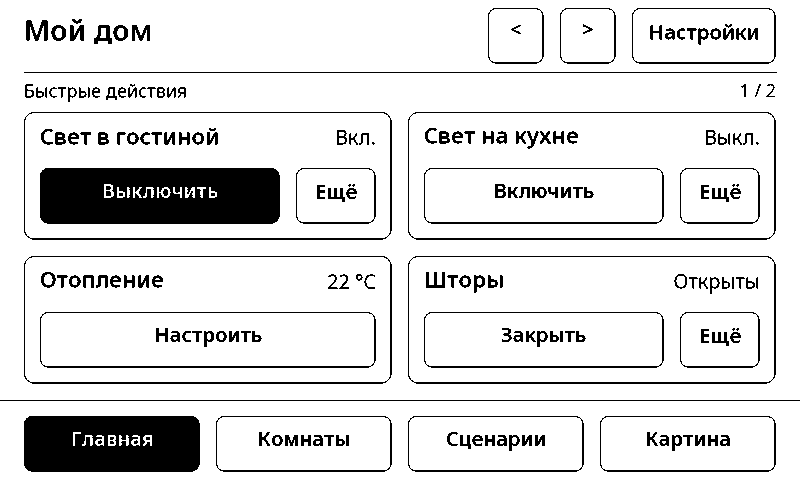 Мой дом < > Настройки
Быстрые действия 1 / 2
Свет в гостиной Вкл.
Выключить Ещё
Свет на кухне Выкл.
Включить Ещё
Отопление 22 °C
Настроить
Шторы Открыты
Закрыть Ещё
Главная Комнаты Сценарии Картина